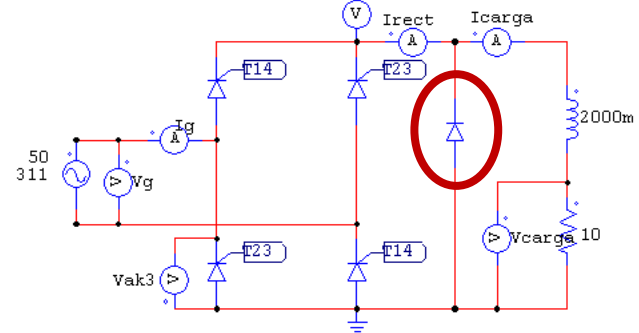 V
Irect
Icarga
A
A
T14
T23
2000m
Ig
A
50
311
V
Vg
V
Vcarga
10
T23
T14
Vak3
V